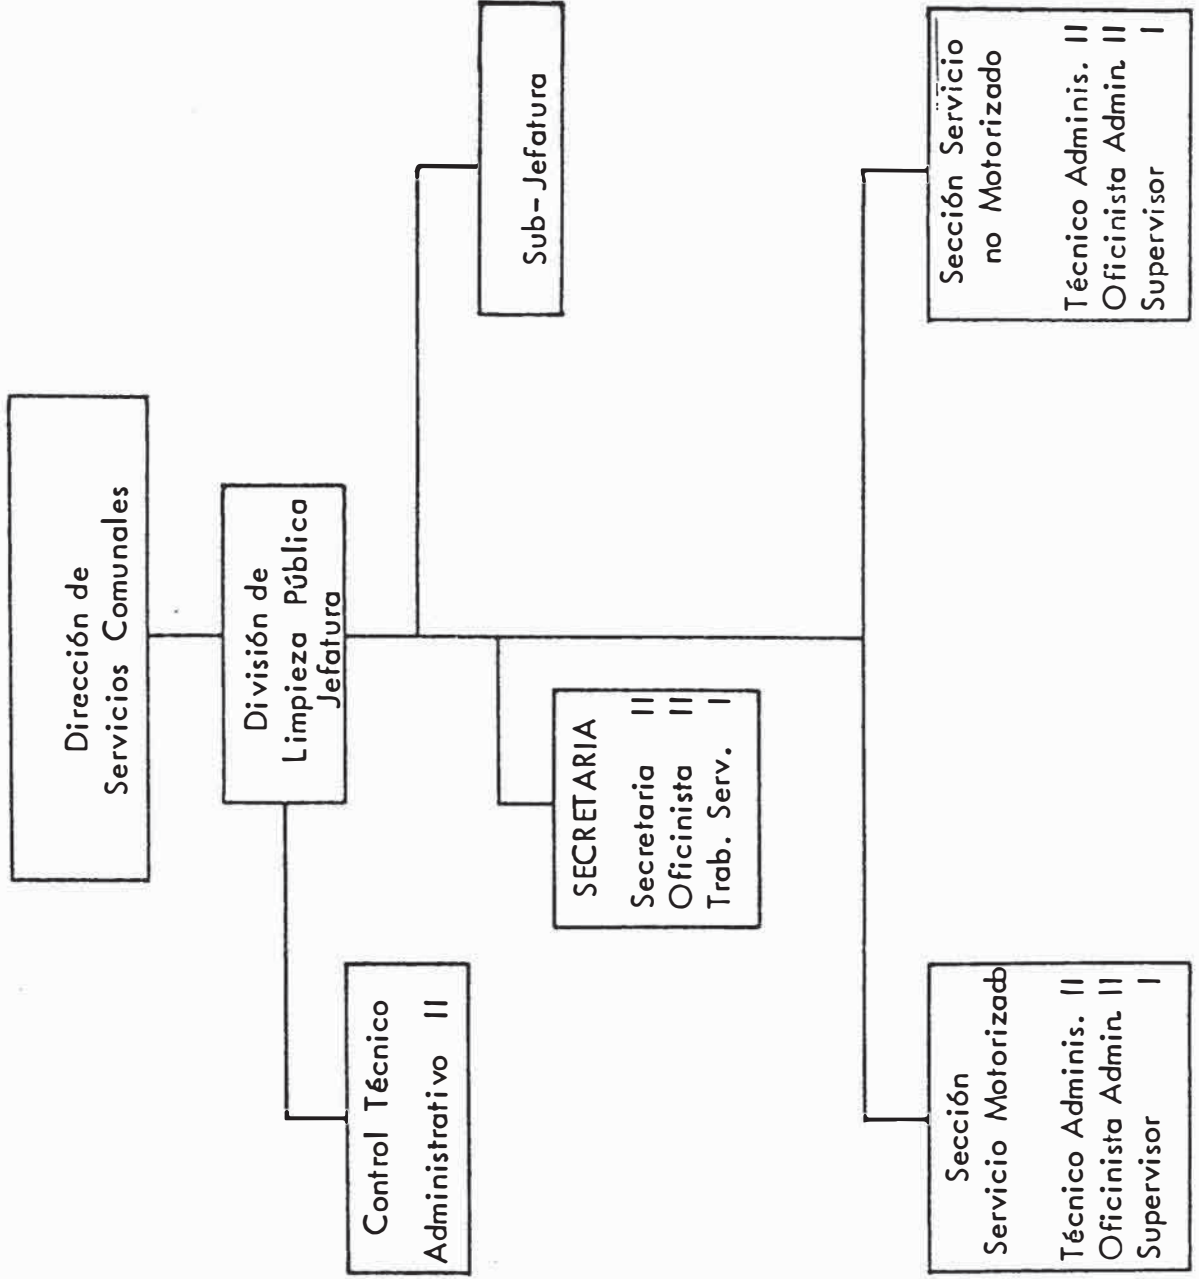 Dirección de
Servicios Comunales
División de
Limpieza Pública
Jefatura
Control Técnico
Administrativo II
Sub-Jefatura
SECRETARIA
Secretaria II
Oficinista II
Trab. Serv. I
Sección
Servicio Motorizado
Técnico Adminis. II
Oficinista Admin. II
Supervisor I
Sección Servicio
no Motorizado
Técnico Adminis. II
Oficinista Admin. II
Supervisor I